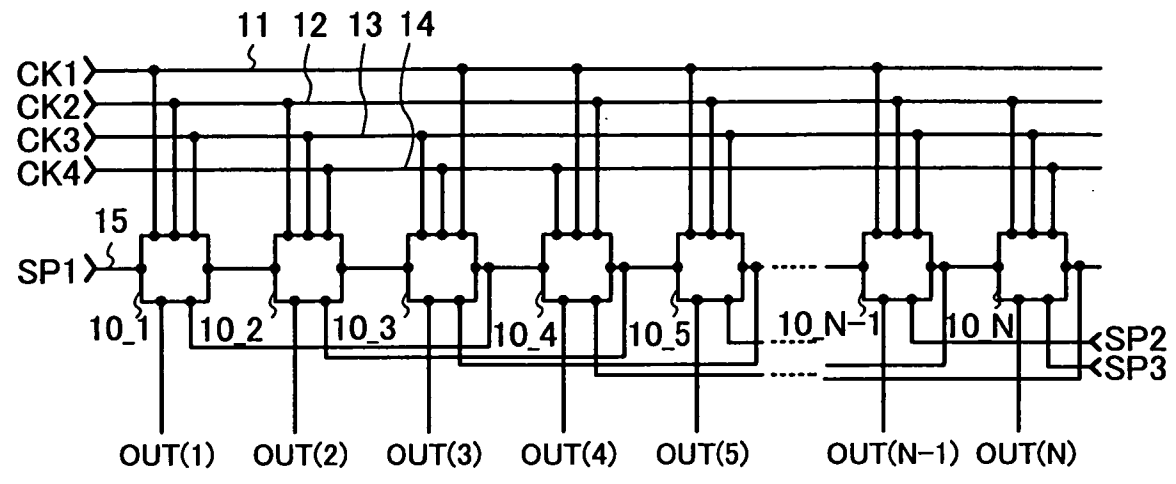 11 12 13 14
CK1
CK2
CK3
CK4
15
SP1
10_1 10_2 10_3 10_4 10_5 10_N-1 10_N
SP2
SP3
OUT(1) OUT(2) OUT(3) OUT(4) OUT(5) OUT(N-1) OUT(N)